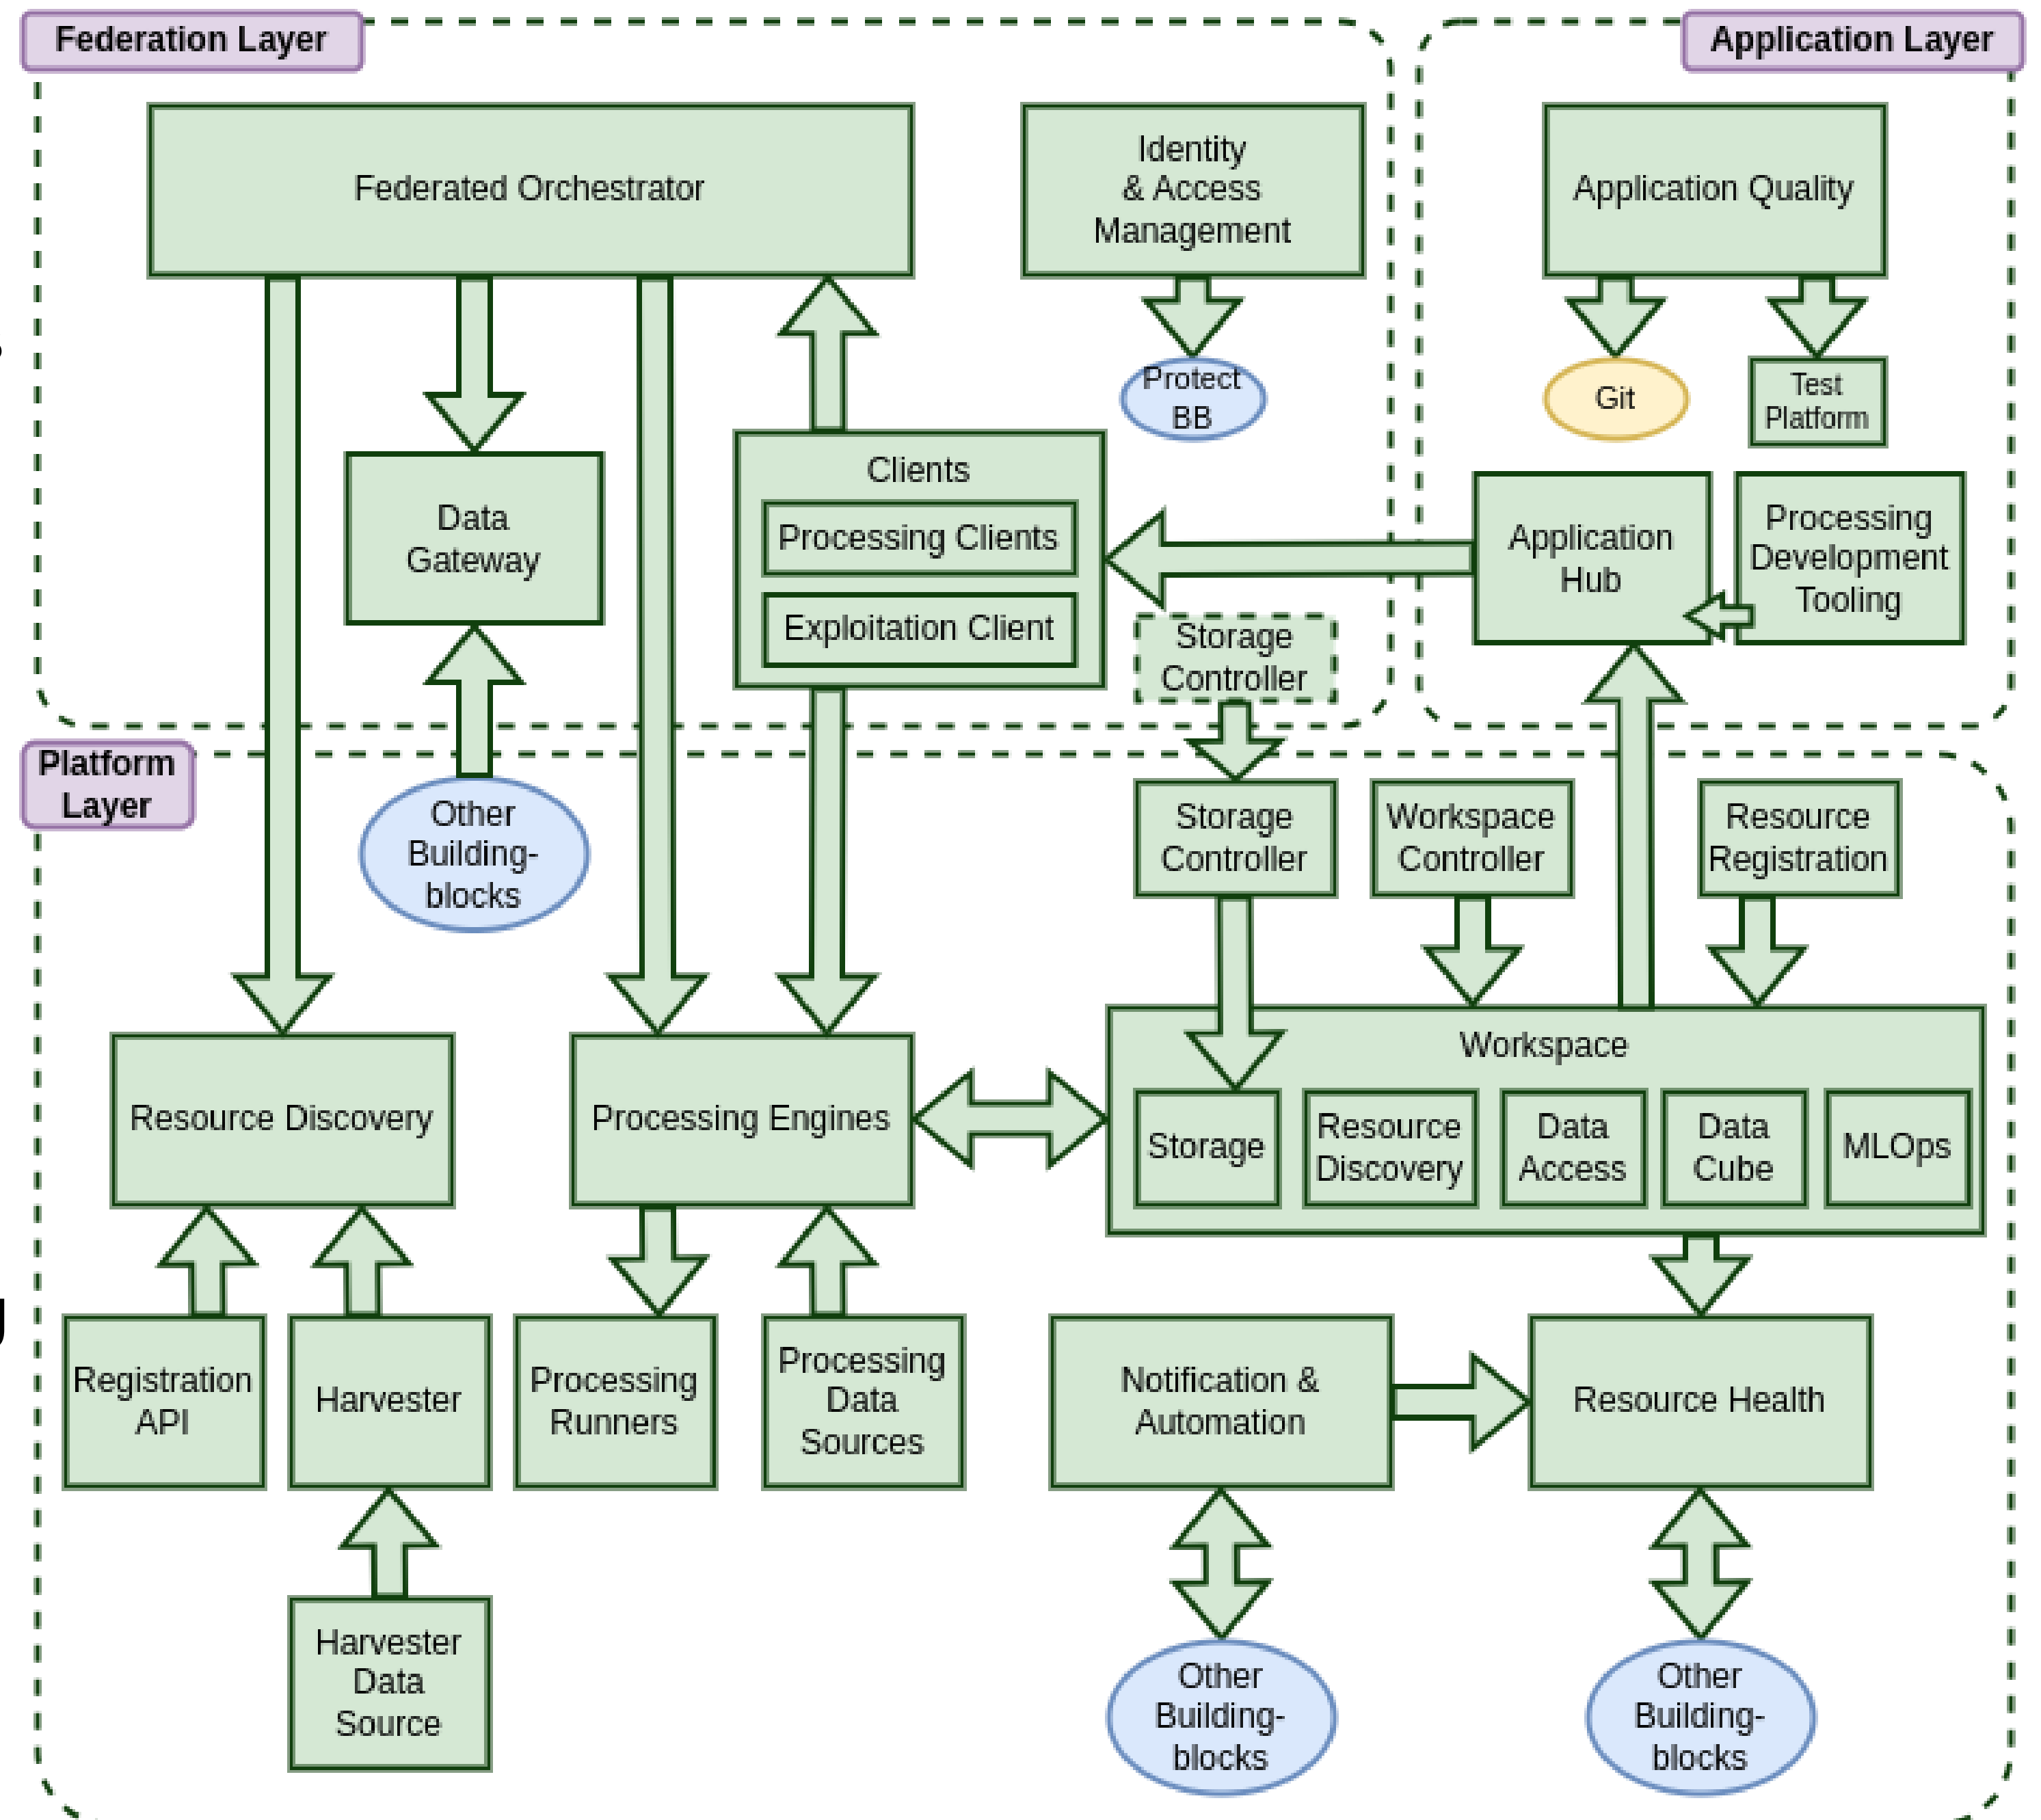 Federation Layer
Application Layer
Federated Orchestrator
Identity
& Access
Management
Application Quality
Protect
BB
Git
Test
Platform
Clients
Processing Clients
Exploitation Client
Data
Gateway
Application
Hub
Processing
Development
Tooling
Storage
Controller
Platform
Layer
Other
Building-
blocks
Storage
Controller
Workspace
Controller
Resource
Registration
Resource Discovery
Processing Engines
Workspace
Storage
Resource
Discovery
Data
Access
Data
Cube
MLOps
Registration
API
Harvester
Processing
Runners
Processing
Data
Sources
Notification &
Automation
Resource Health
Harvester
Data
Source
Other
Building-
blocks
Other
Building-
blocks